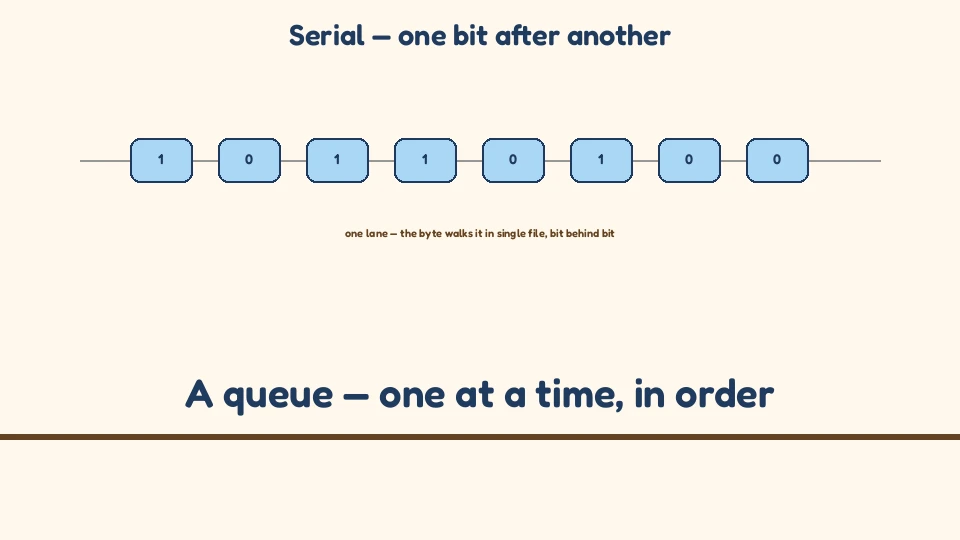 Serial — one bit after another
1 0 1 1 0 1 0 0
one lane — the byte walks it in single file, bit behind bit
A queue — one at a time, in order